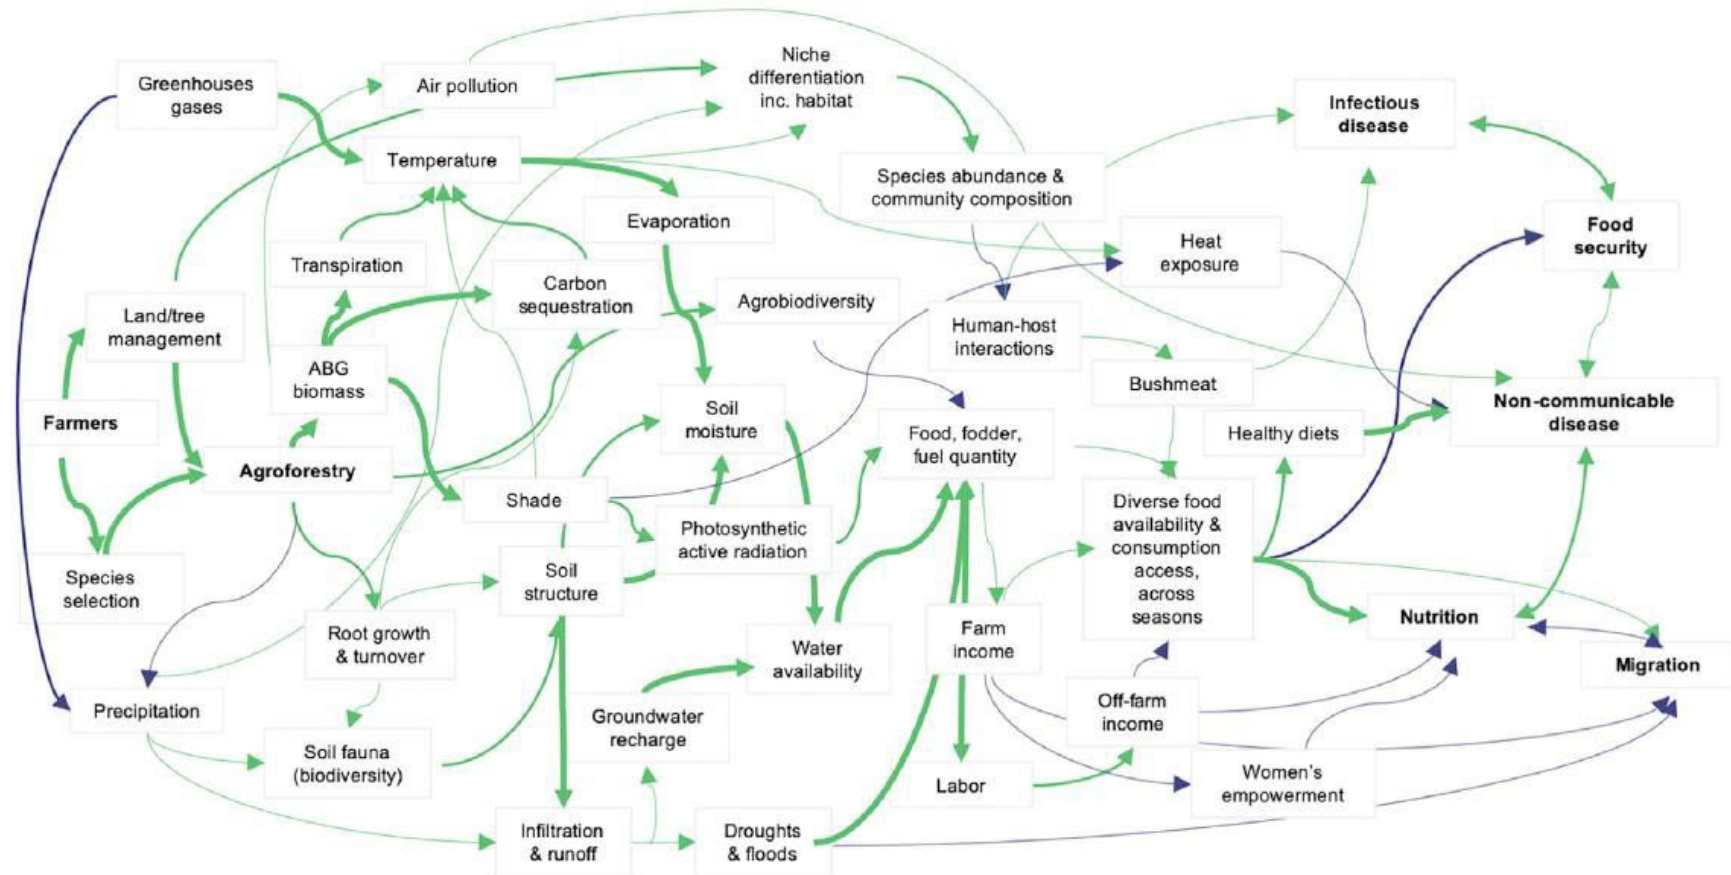 Greenhouses
gases
Air pollution
Niche
differentiation
inc. habitat
Infectious
disease
Temperature
Species abundance &
community composition
Evaporation
Heat
exposure
Food
security
Transpiration
Carbon
sequestration
Agrobiodiversity
Land/tree
management
Human-host
interactions
ABG
biomass
Bushmeat
Soil
moisture
Non-communicable
disease
Farmers
Food, fodder,
fuel quantity
Healthy diets
Agroforestry
Shade
Photosynthetic
active radiation
Diverse food
availability &
consumption
access,
across
seasons
Species
selection
Soil
structure
Root growth
& turnover
Water
availability
Farm
income
Nutrition
Migration
Precipitation
Groundwater
recharge
Off-farm
income
Soil fauna
(biodiversity)
Labor
Women's
empowerment
Infiltration
& runoff
Droughts
& floods